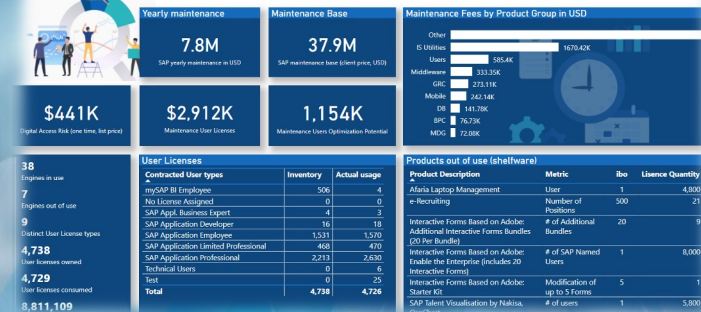 Yearly maintenance
7.8M
SAP yearly maintenance in USD
Maintenance Base
37.9M
SAP maintenance base (client price, USD)
$441K
Digital Access Risk (one time, list price)
$2,912K
Maintenance User Licenses
1,154K
Maintenance Users Optimization Potential
Maintenance Fees by Product Group in USD
Other
IS Utilities 1670.42K
Users 585.4K
Middleware 333.35K
GRC 273.11K
Mobile 242.14K
DB 141.78K
BPC 76.73K
MDG 72.08K
38
Engines in use
7
Engines out of use
9
Distinct User License types
4,738
User licenses owned
4,729
User licenses consumed
8,811,109
User Licenses
Contracted User types Inventory Actual usage
mySAP BI Employee 506 4
No License Assigned 0 0
SAP Appl. Business Expert 4 3
SAP Application Developer 16 18
SAP Application Employee 1,531 1,570
SAP Application Limited Professional 468 470
SAP Application Professional 2,213 2,630
Technical Users 0 6
Test 0 25
Total 4,738 4,726
Products out of use (shelfware)
Product Description Metric ibo Lisence Quantity
Afaria Laptop Management User 1 4,800
e-Recruiting Number of 500 21
Positions
Interactive Forms Based on Adobe: # of Additional 20 9
Additional Interactive Forms Bundles Bundles
(20 Per Bundle)
Interactive Forms Based on Adobe: # of SAP Named 1 8,000
Enable the Enterprise (includes 20 Users
Interactive Forms)
Interactive Forms Based on Adobe: Modification of 5 1
Starter Kit up to 5 Forms
SAP Talent Visualisation by Nakisa, # of users 1 5,800